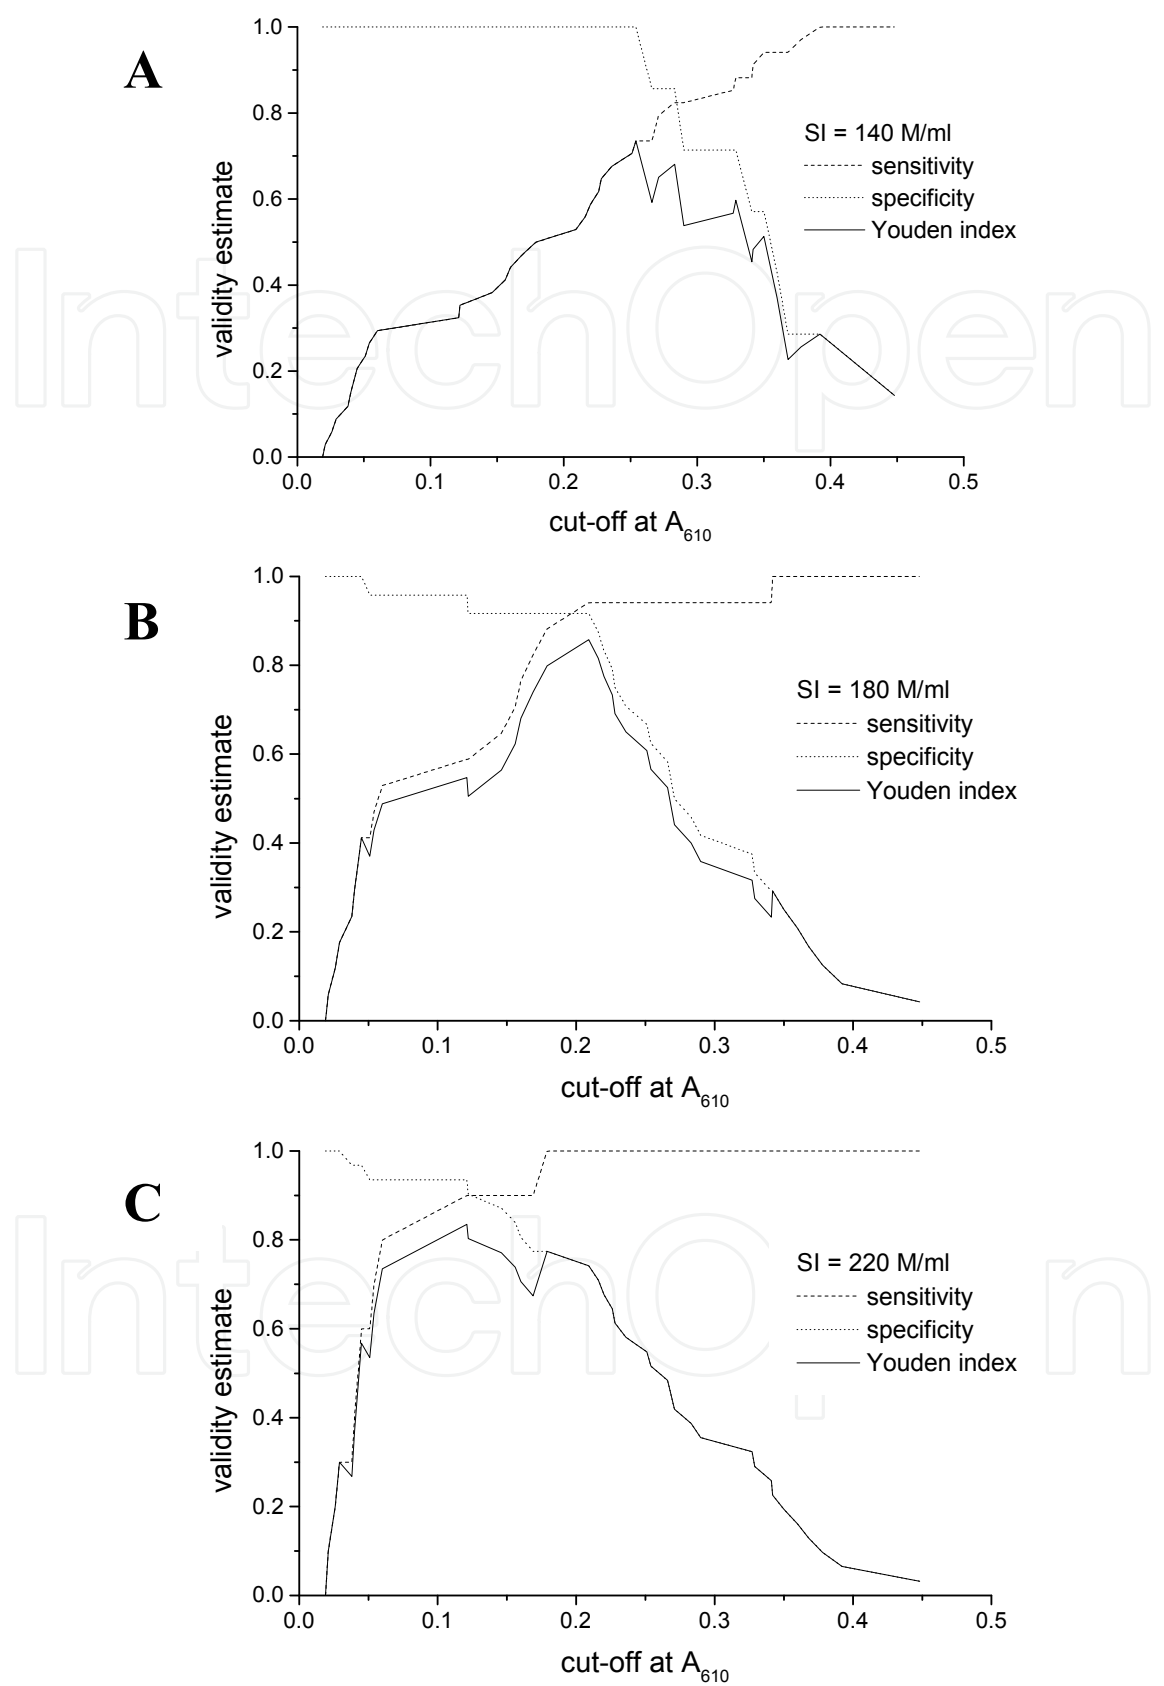 A
1.0
0.8
0.6
0.4
0.2
0.0
validity estimate
SI = 140 M/ml
sensitivity
specificity
Youden index
0.0 0.1 0.2 0.3 0.4 0.5
cut-off at A610
IntechOpen
B
1.0
0.8
0.6
0.4
0.2
0.0
validity estimate
SI = 180 M/ml
sensitivity
specificity
Youden index
0.0 0.1 0.2 0.3 0.4 0.5
cut-off at A610
C
1.0
0.8
0.6
0.4
0.2
0.0
validity estimate
SI = 220 M/ml
sensitivity
specificity
Youden index
0.0 0.1 0.2 0.3 0.4 0.5
cut-off at A610
IntechOpen